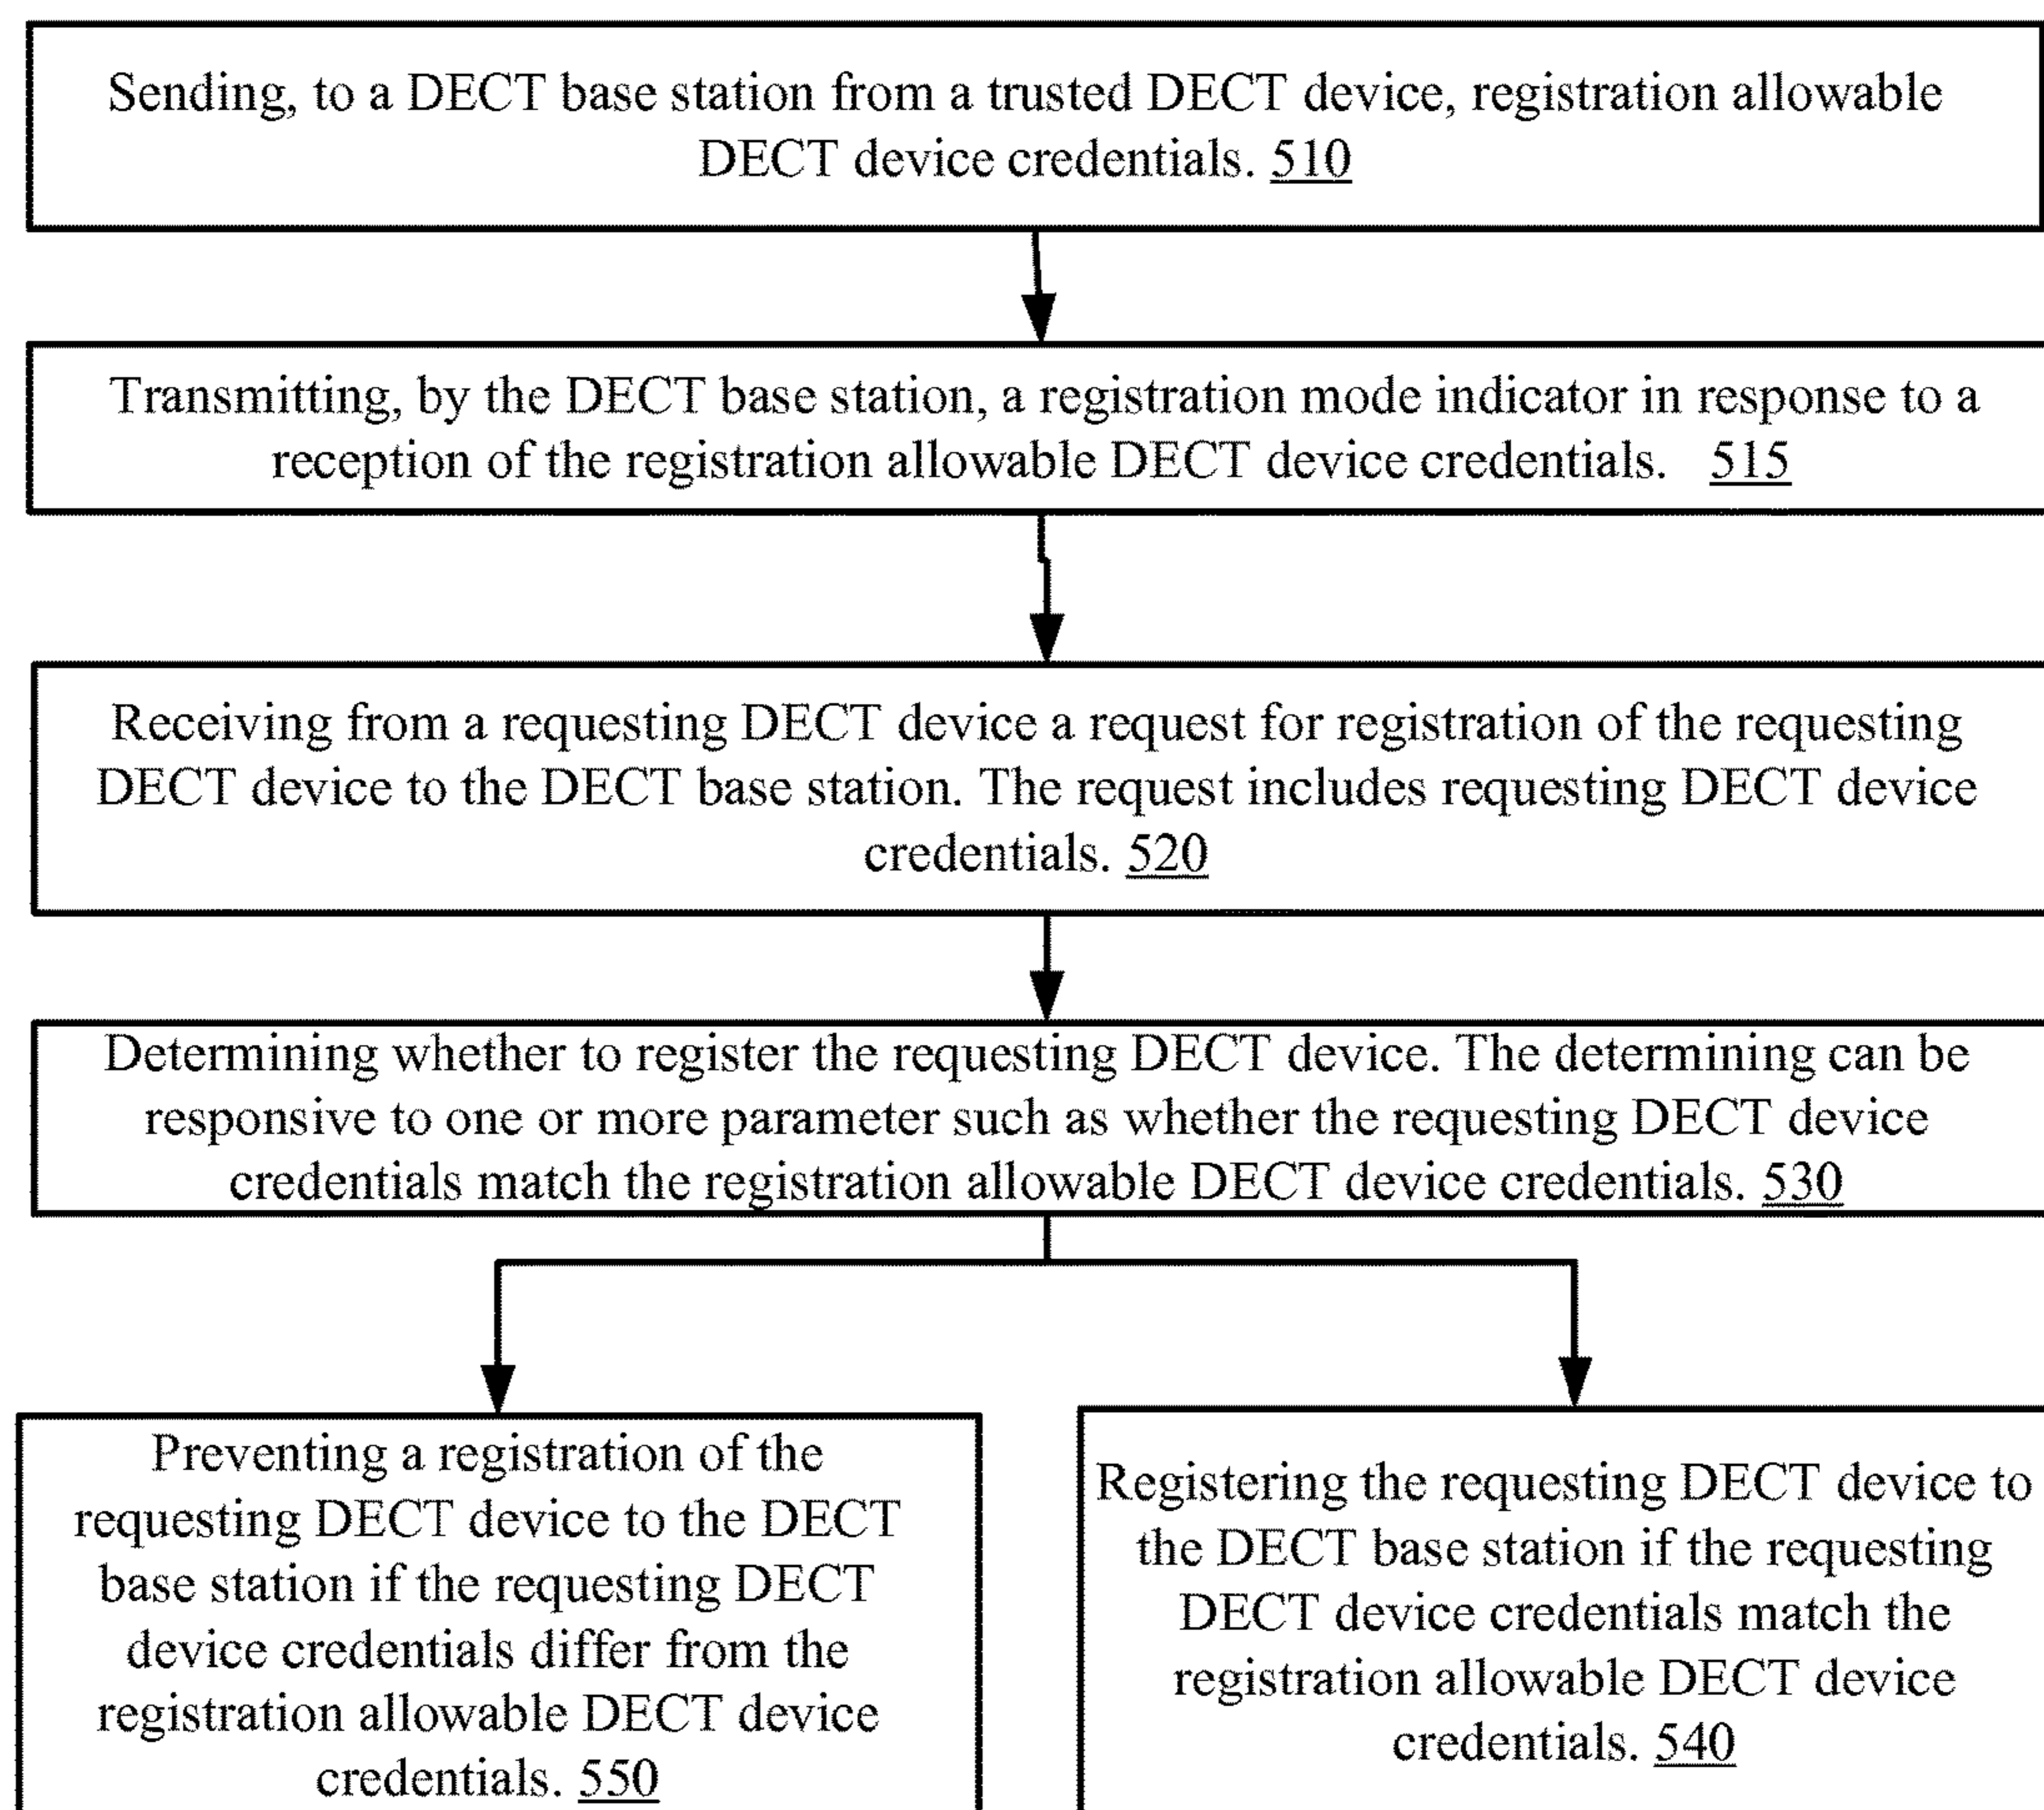 Sending, to a DECT base station from a trusted DECT device, registration allowable
DECT device credentials. 510
Transmitting, by the DECT base station, a registration mode indicator in response to a
reception of the registration allowable DECT device credentials. 515
Receiving from a requesting DECT device a request for registration of the requesting
DECT device to the DECT base station. The request includes requesting DECT device
credentials. 520
Determining whether to register the requesting DECT device. The determining can be
responsive to one or more parameter such as whether the requesting DECT device
credentials match the registration allowable DECT device credentials. 530
Preventing a registration of the
requesting DECT device to the DECT
base station if the requesting DECT
device credentials differ from the
registration allowable DECT device
credentials. 550
Registering the requesting DECT device to
the DECT base station if the requesting
DECT device credentials match the
registration allowable DECT device
credentials. 540